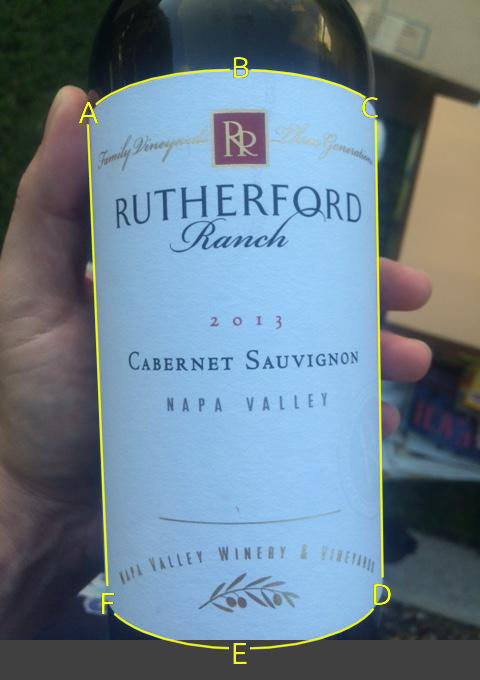 Family Vineyards RR Three Generations
RUTHERFORD
Ranch
2013
CABERNET SAUVIGNON
NAPA VALLEY
NAPA VALLEY WINERY & VINEYARDS
A
B
C
D
E
F